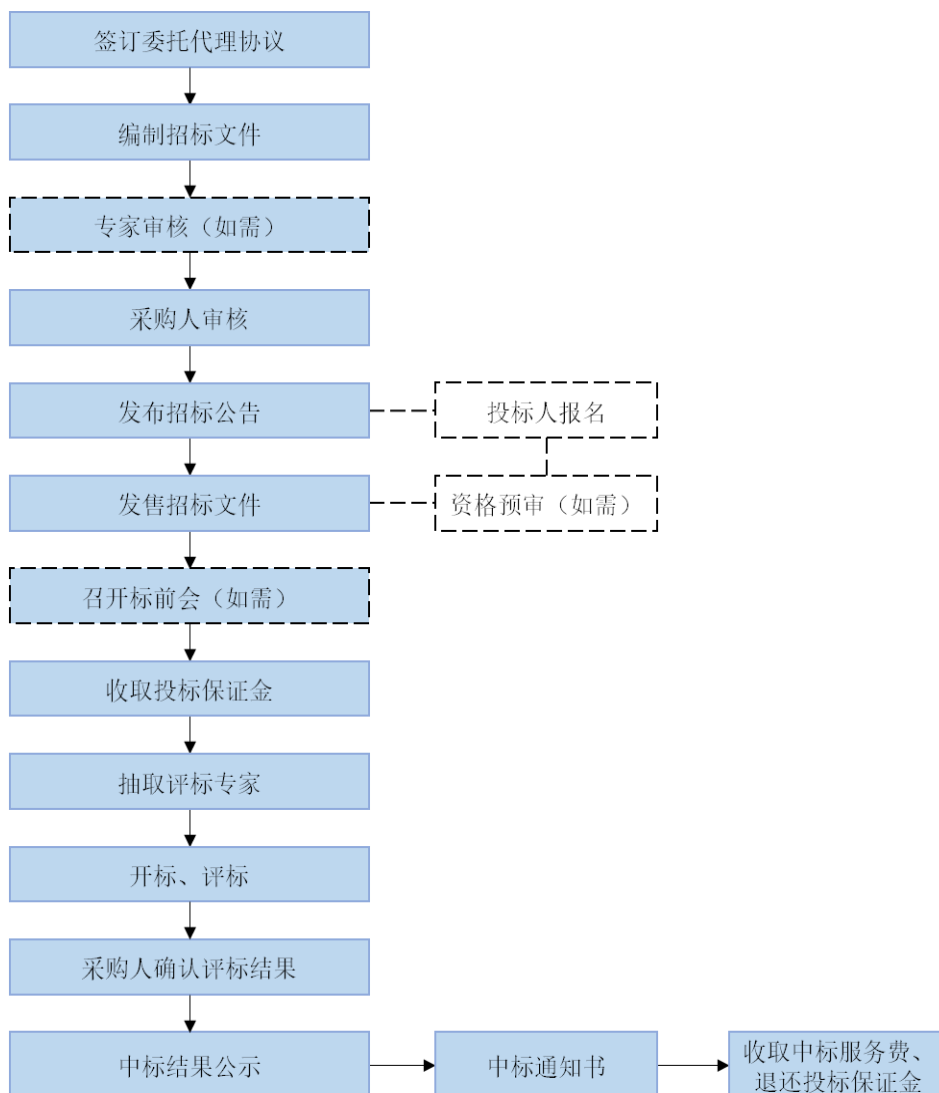 签订委托代理协议
编制招标文件
专家审核（如需）
采购人审核
发布招标公告
投标人报名
发售招标文件
资格预审（如需）
召开标前会（如需）
收取投标保证金
抽取评标专家
开标、评标
采购人确认评标结果
中标结果公示
中标通知书
收取中标服务费、
退还投标保证金